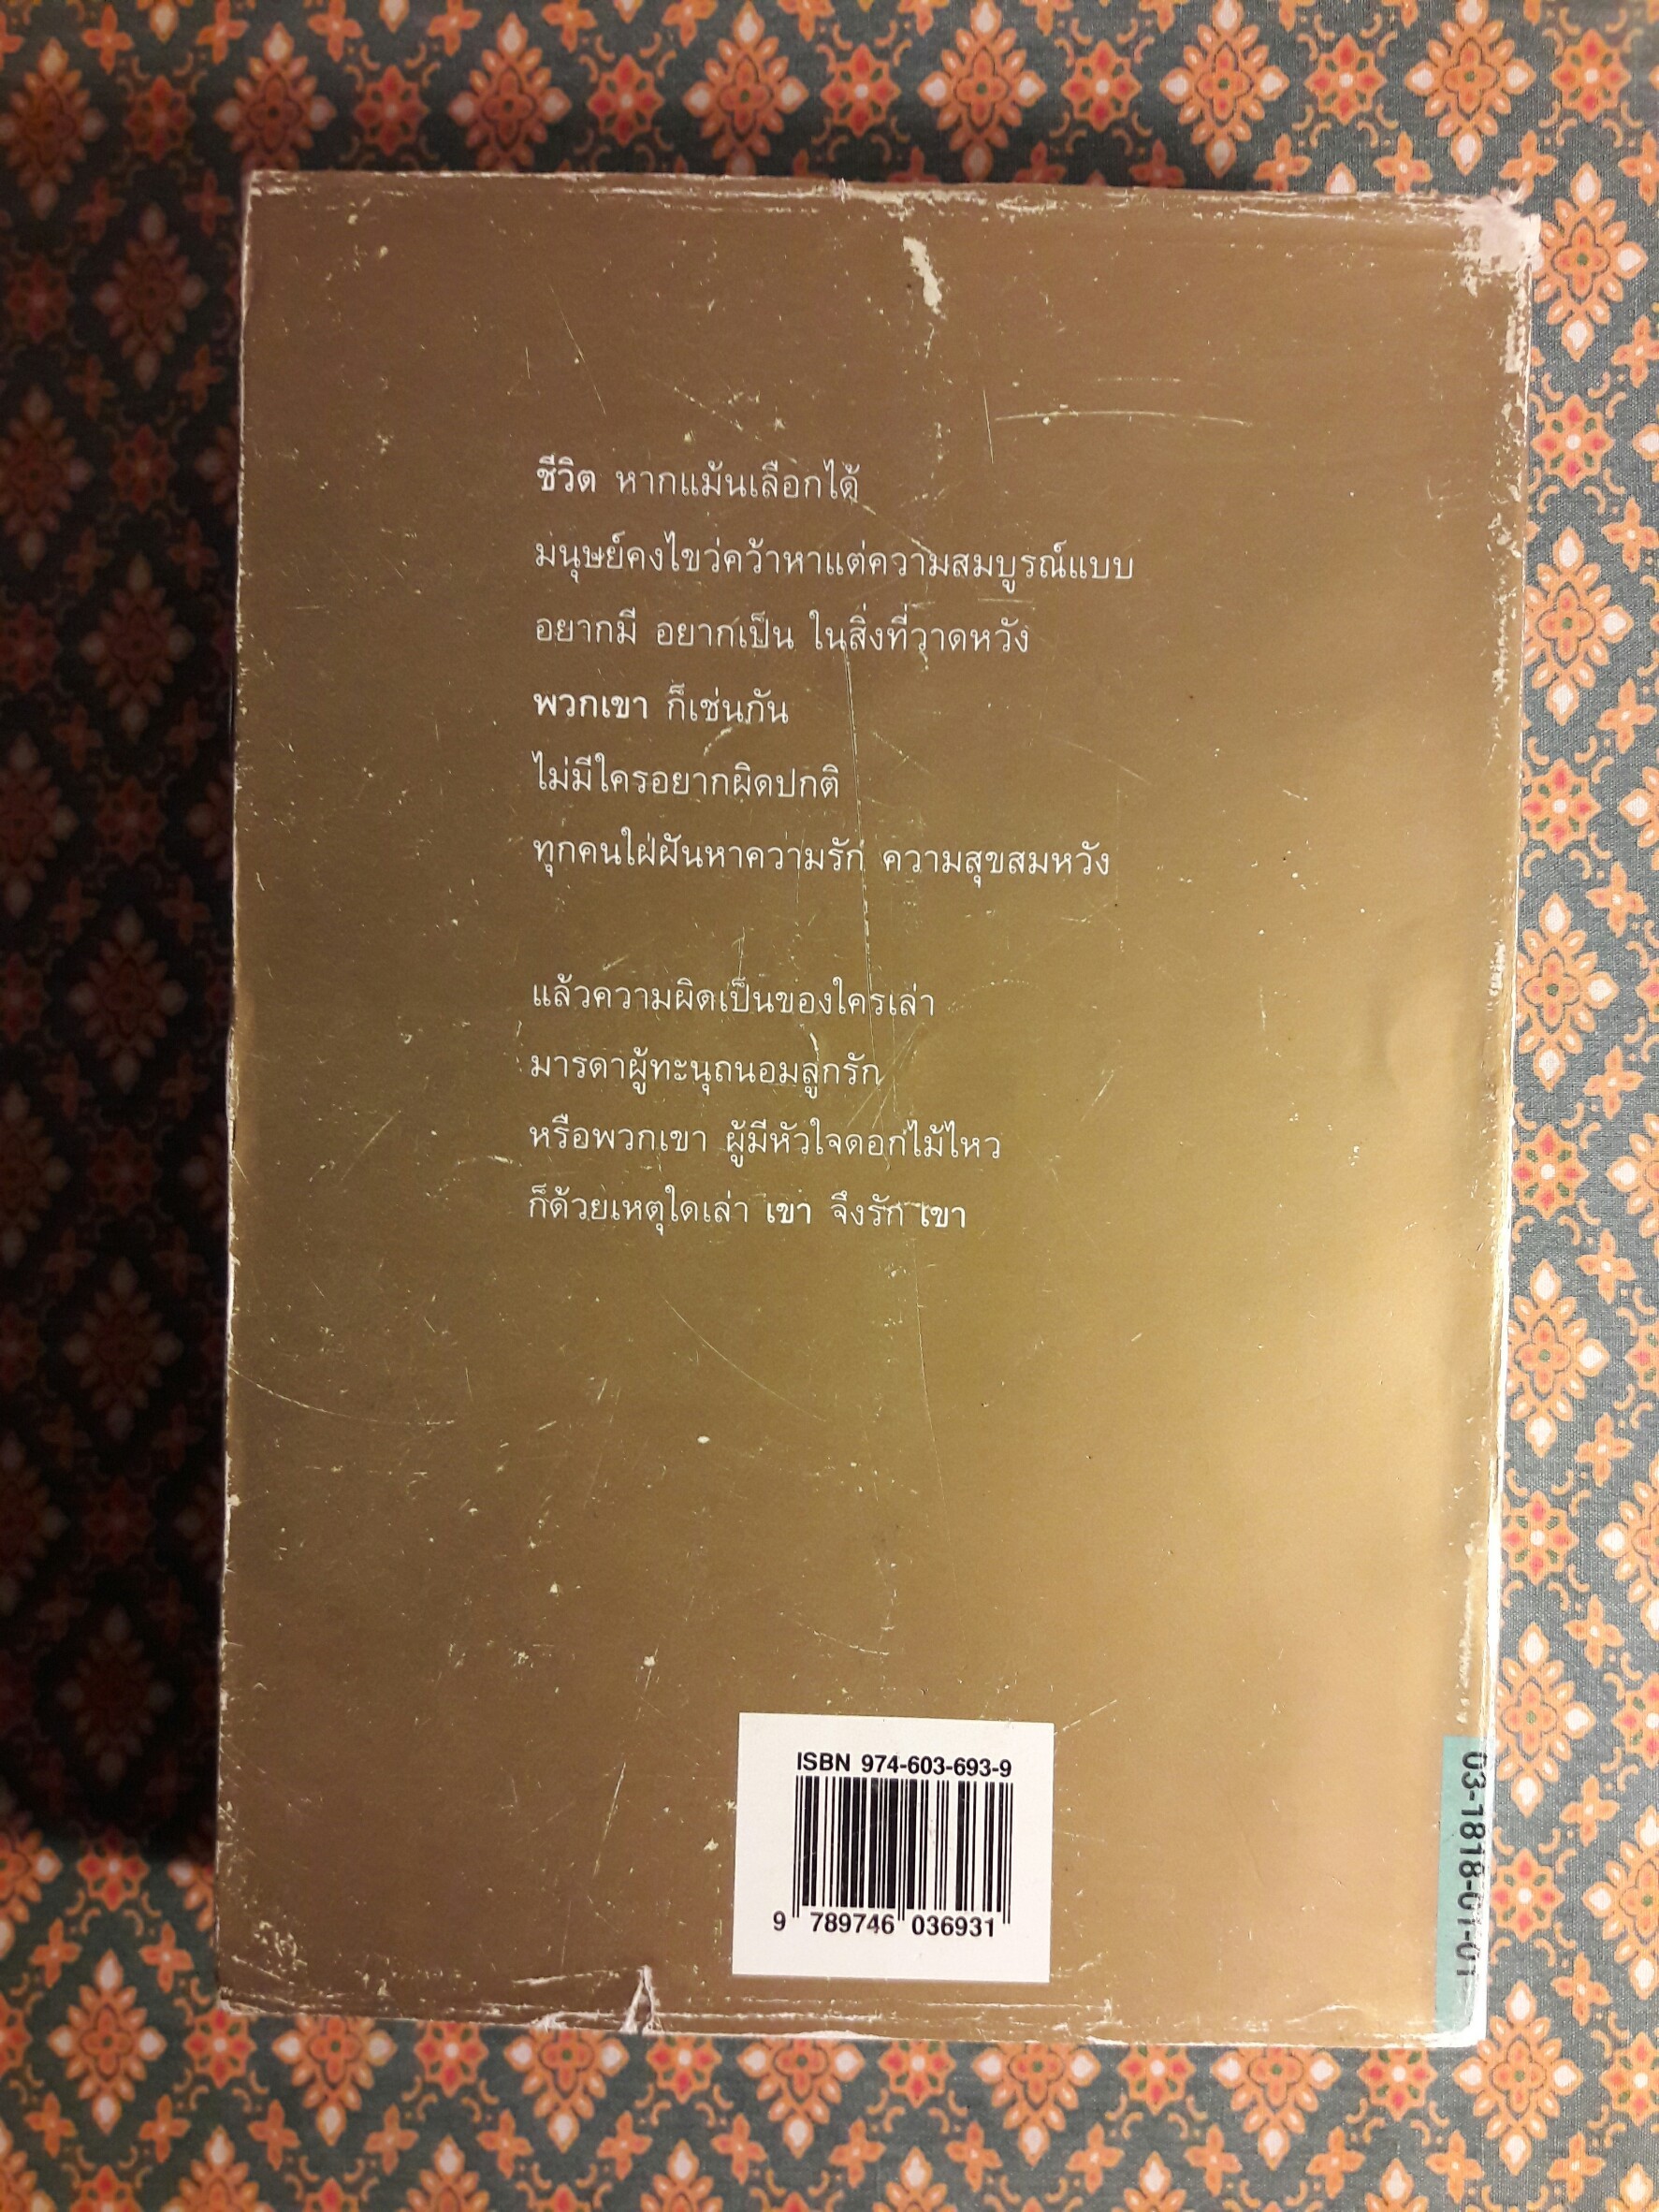 ชีวิต หากแม้นเลือกได้
มนุษย์คงไขว่คว้าหาแต่ความสมบูรณ์แบบ
อยากมี อยากเป็น ในสิ่งที่วาดหวัง
พวกเขา ก็เช่นกัน
ไม่มีใครอยากผิดปกติ
ทุกคนใฝ่ฝันหาความรัก ความสุขสมหวัง
แล้วความผิดเป็นของใครเล่า
มารดาผู้ทะนุถนอมลูกรัก
หรือพวกเขา ผู้มีหัวใจดอกไม้ไหว
ก็ด้วยเหตุใดเล่า เขา จึงรัก เขา
ISBN 974-603-693-9
9 789746 036931
03-1818-01-01